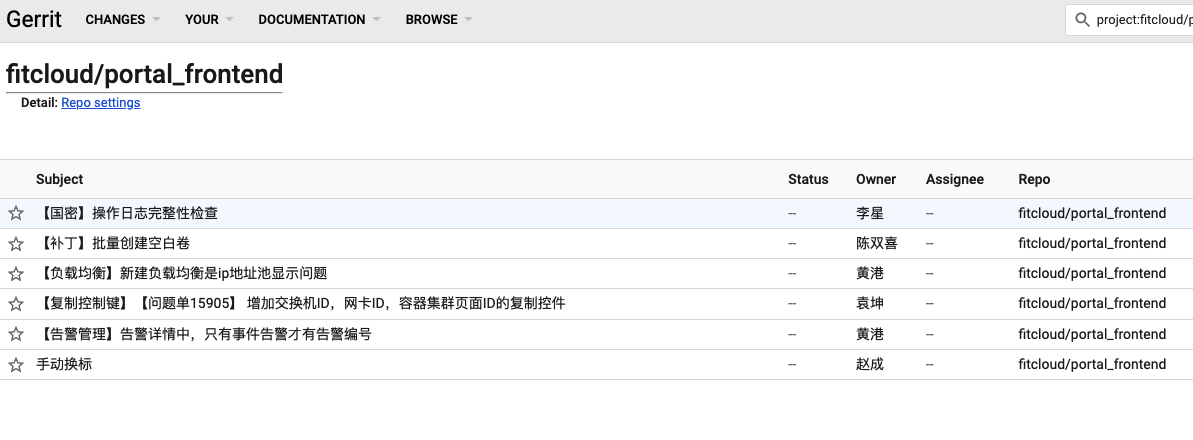 Gerrit CHANGES YOUR DOCUMENTATION BROWSE project:fitcloud/p
fitcloud/portal_frontend
Detail: Repo settings
Subject Status Owner Assignee Repo
【国密】操作日志完整性检查 -- 李星 -- fitcloud/portal_frontend
【补丁】批量创建空白卷 -- 陈双喜 -- fitcloud/portal_frontend
【负载均衡】新建负载均衡是ip地址池显示问题 -- 黄港 -- fitcloud/portal_frontend
【复制控制键】【问题单15905】 增加交换机ID，网卡ID，容器集群页面ID的复制控件 -- 袁坤 -- fitcloud/portal_frontend
【告警管理】告警详情中，只有事件告警才有告警编号 -- 黄港 -- fitcloud/portal_frontend
手动换标 -- 赵成 -- fitcloud/portal_frontend